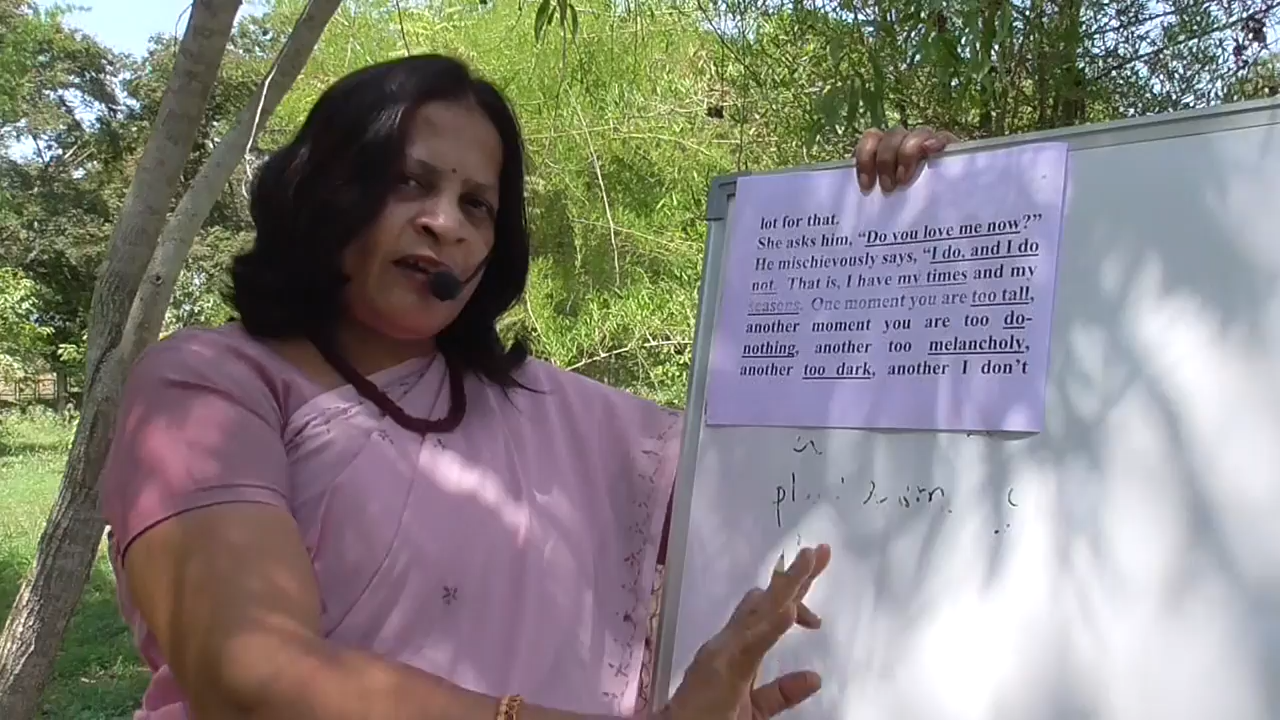 lot for that.
She asks him, “Do you love me now?”
He mischievously says, “I do, and I do
not. That is, I have my times and my
seasons. One moment you are too tall,
another moment you are too do-
nothing, another too melancholy,
another too dark, another I don’t